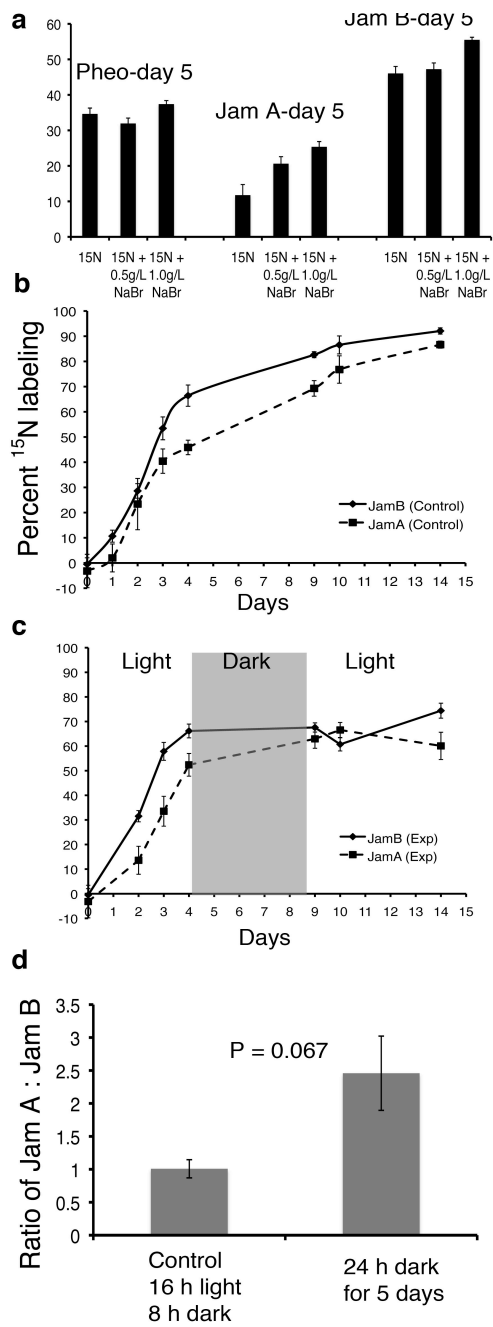 a
60
50
40
30
20
10
0
Pheo-day 5
Jam A-day 5
Jam B-day 5
15N 15N + 15N + 15N 15N + 15N + 15N 15N + 15N +
0.5g/L 1.0g/L 0.5g/L 1.0g/L 0.5g/L 1.0g/L
NaBr NaBr NaBr NaBr NaBr NaBr
b
Percent 15N labeling
100
90
80
70
60
50
40
30
20
10
0
-10
JamB (Control)
JamA (Control)
0 1 2 3 4 5 6 7 8 9 10 11 12 13 14 15
Days
c
100
90
80
70
60
50
40
30
20
10
0
-10
Light Dark Light
JamB (Exp)
JamA (Exp)
0 1 2 3 4 5 6 7 8 9 10 11 12 13 14 15
Days
d
Ratio of Jam A : Jam B
3.5
3
2.5
2
1.5
1
0.5
0
P = 0.067
Control
16 h light
8 h dark
24 h dark
for 5 days